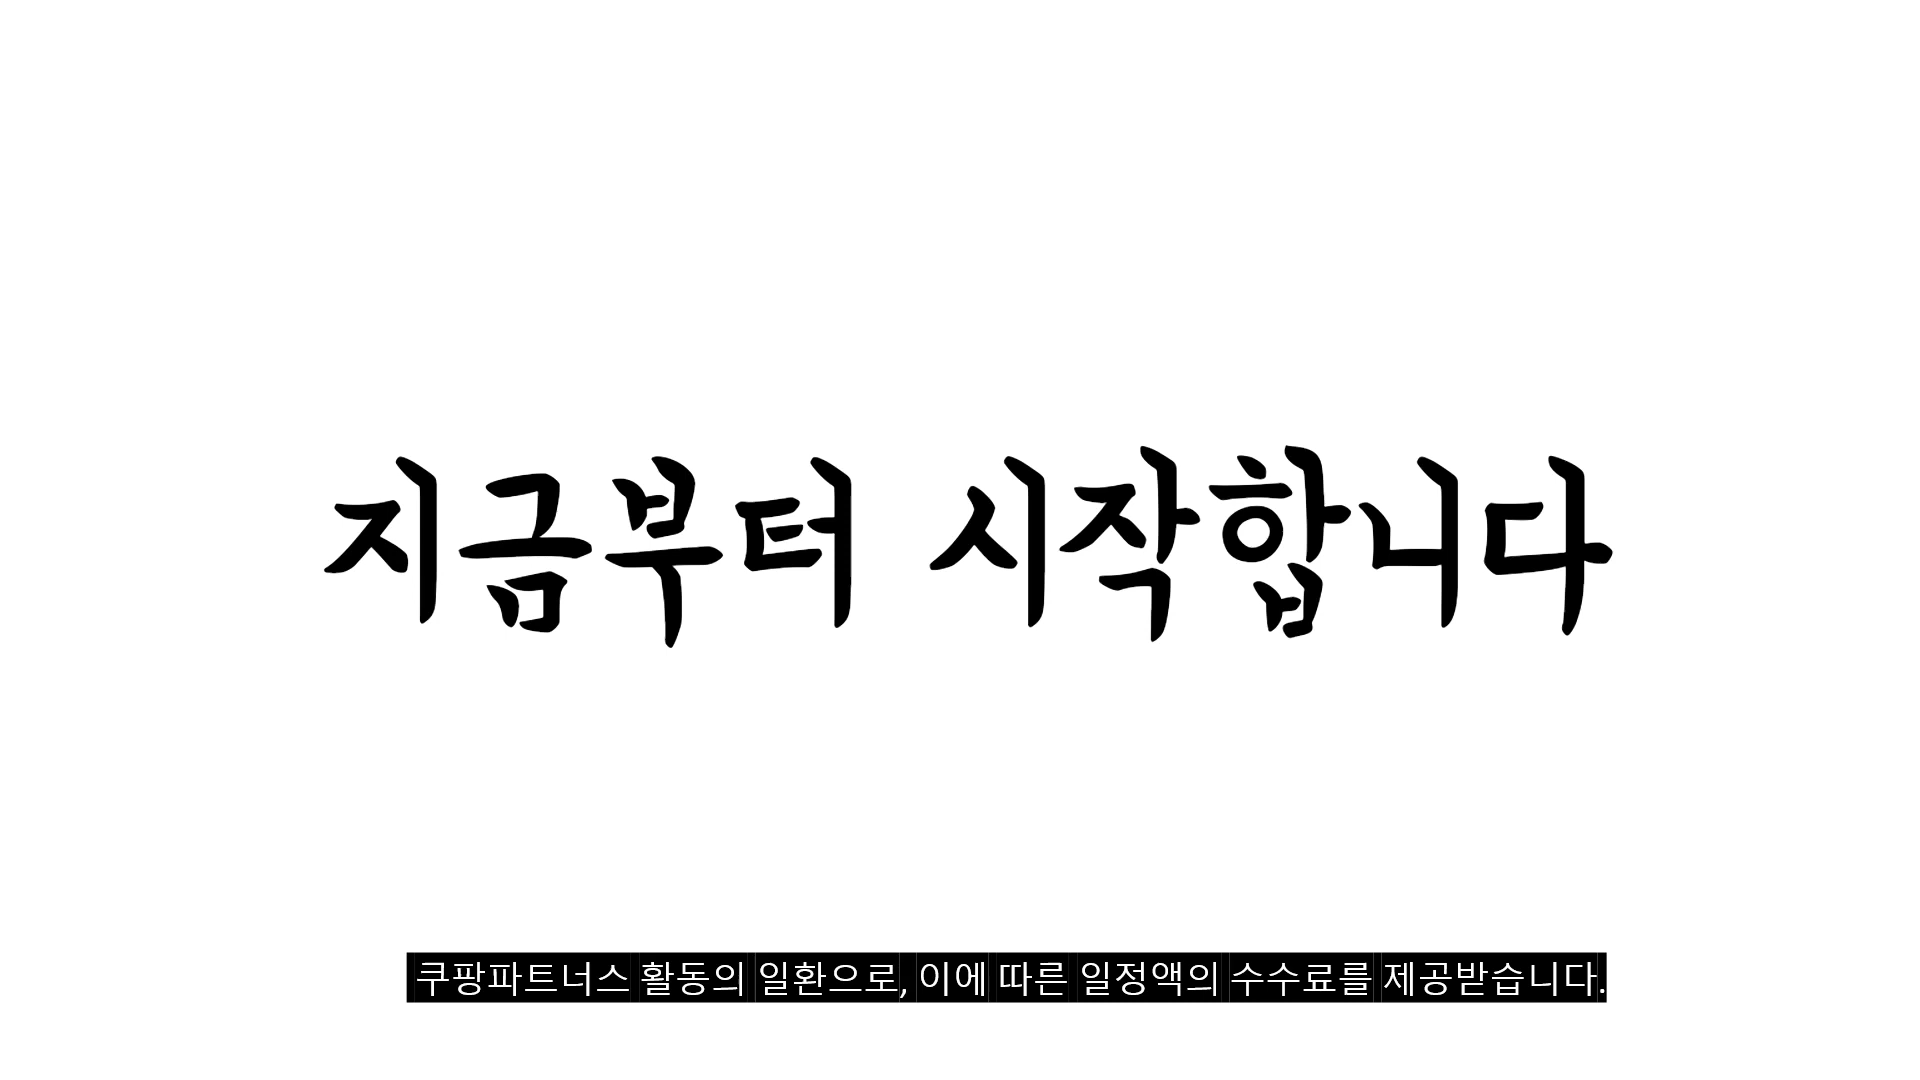 지금부터 시작합니다
쿠팡파트너스 활동의 일환으로, 이에 따른 일정액의 수수료를 제공받습니다.